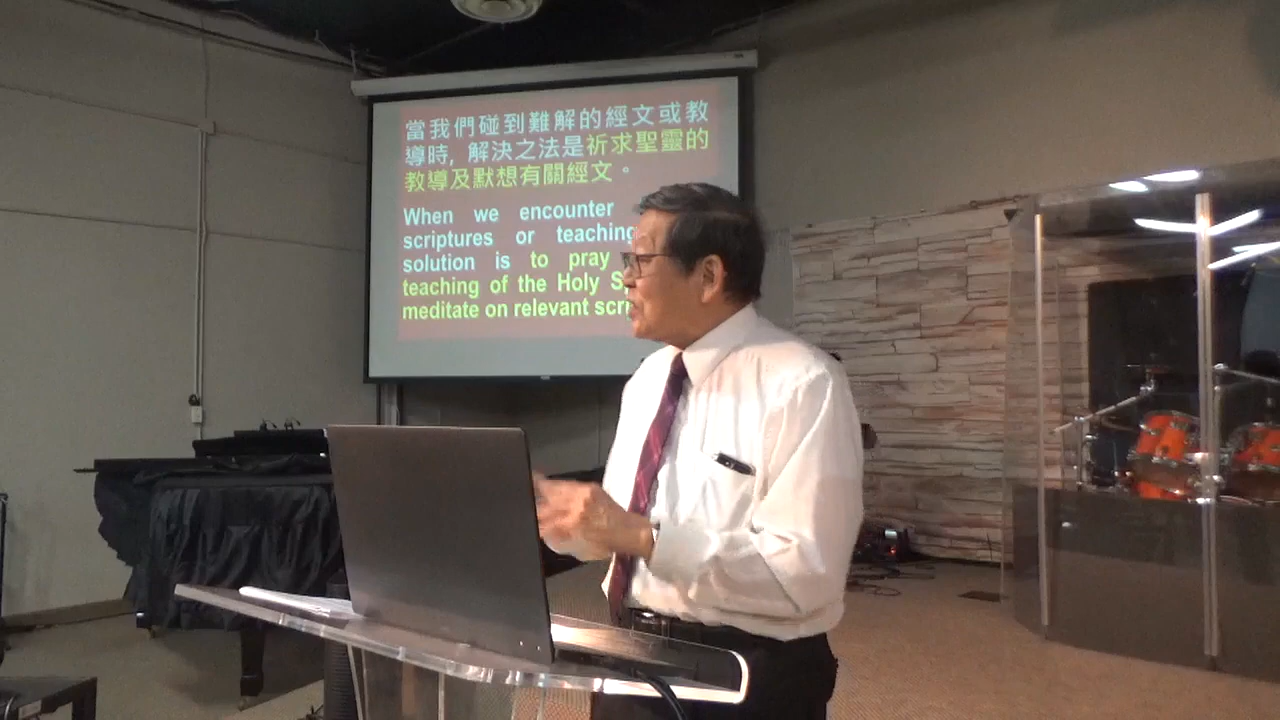 當我們碰到難解的經文或教
導時, 解決之法是祈求聖靈的
教導及默想有關經文。
When we encounter
scriptures or teaching
solution is to pray
teaching of the Holy
meditate on relevant